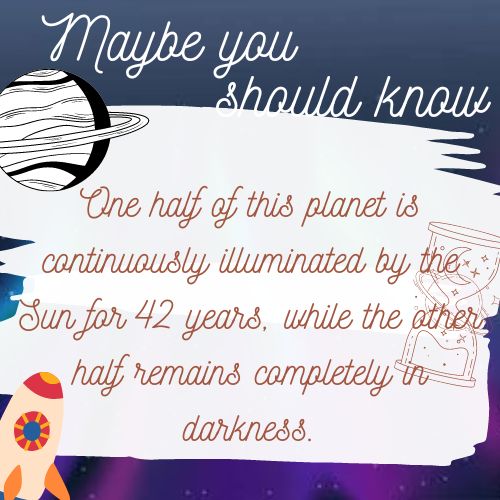 Maybe you
should know
One half of this planet is
continuously illuminated by the
Sun for 42 years, while the other
half remains completely in
darkness.